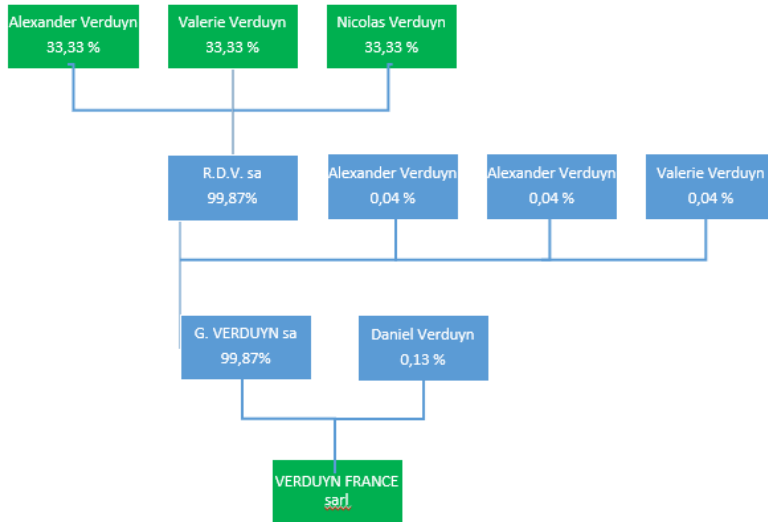 Alexander Verduyn
33,33 %
Valerie Verduyn
33,33 %
Nicolas Verduyn
33,33 %
R.D.V. sa
99,87%
Alexander Verduyn
0,04 %
Alexander Verduyn
0,04 %
Valerie Verduyn
0,04 %
G. VERDUYN sa
99,87%
Daniel Verduyn
0,13 %
VERDUYN FRANCE
sarl